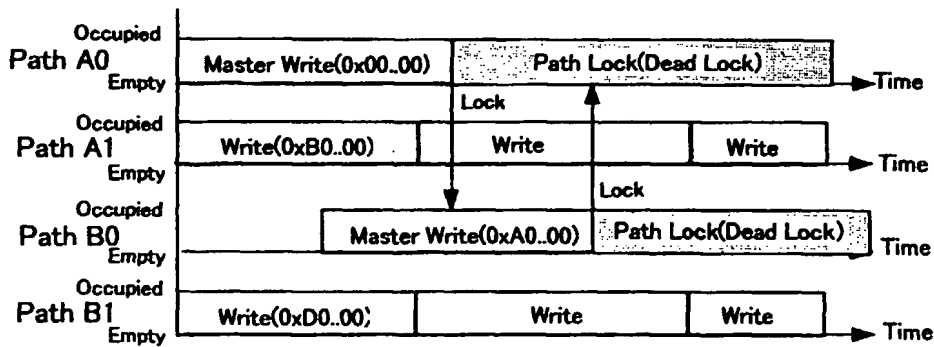 Occupied
Path A0 Master Write(0x00..00) Path Lock(Dead Lock)
Empty Time
Lock
Occupied
Path A1 Write(0xB0..00) Write Write
Empty Time
Lock
Occupied
Path B0 Master Write(0xA0..00) Path Lock(Dead Lock)
Empty Time
Occupied
Path B1 Write(0xD0..00) Write Write
Empty Time